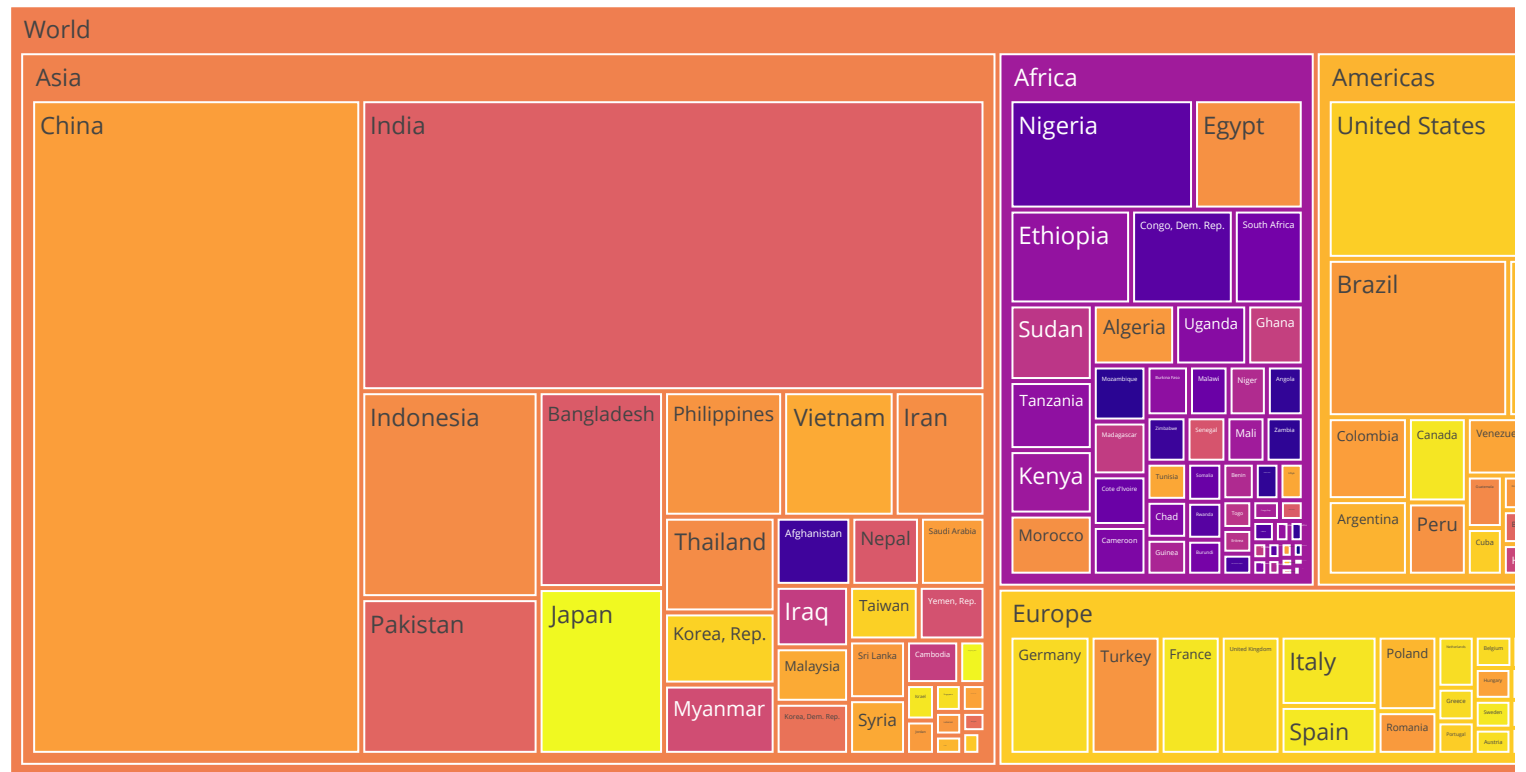 World
Asia
China
India
Indonesia
Pakistan
Bangladesh
Japan
Philippines
Vietnam
Iran
Thailand
Korea, Rep.
Myanmar
Afghanistan
Nepal
Saudi Arabia
Iraq
Taiwan
Yemen, Rep.
Malaysia
Sri Lanka
Cambodia
Korea, Dem. Rep.
Syria
Israel
Africa
Nigeria
Egypt
Ethiopia
Congo, Dem. Rep.
South Africa
Sudan
Algeria
Uganda
Ghana
Tanzania
Kenya
Morocco
Mozambique
Burkina Faso
Malawi
Niger
Angola
Madagascar
Zimbabwe
Senegal
Mali
Zambia
Cote d'Ivoire
Tunisia
Somalia
Benin
Cameroon
Chad
Rwanda
Togo
Guinea
Burundi
Americas
United States
Brazil
Colombia
Canada
Venezue
Argentina
Peru
Cuba
Europe
Germany
Turkey
France
United Kingdom
Italy
Spain
Poland
Romania
Netherlands
Greece
Portugal
Belgium
Hungary
Sweden
Austria